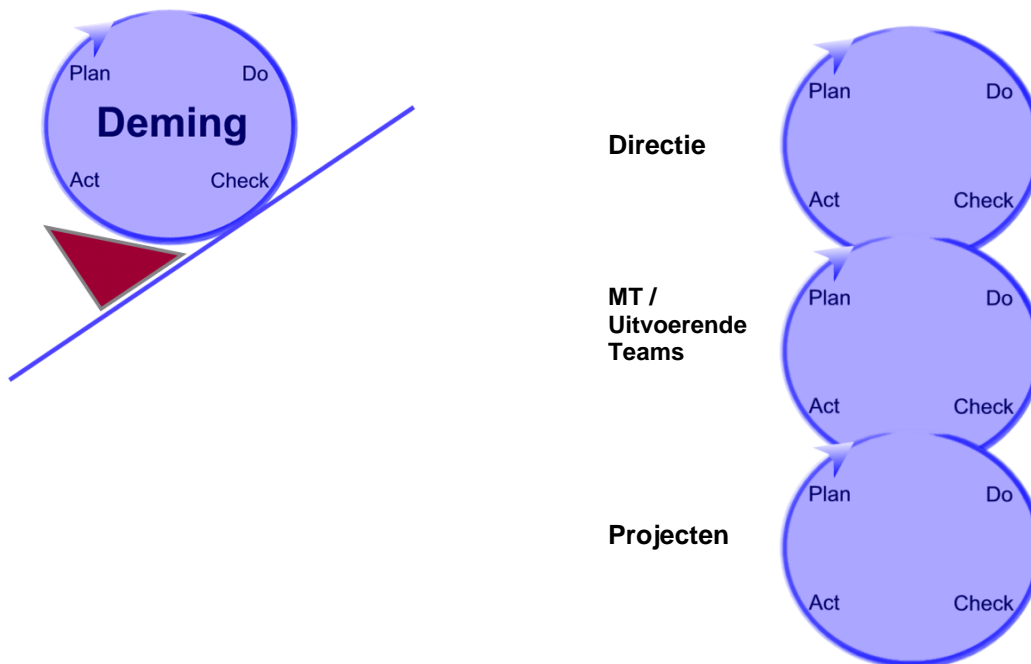 Plan Do
Deming
Act Check
Directie
Plan Do
Act Check
MT /
Uitvoerende
Teams
Plan Do
Act Check
Projecten
Plan Do
Act Check